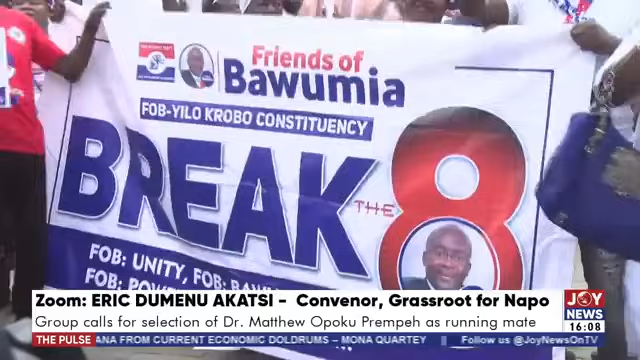 JOY
NEWS
Friends of
Bawumia
FOB-YILO KROBO CONSTITUENCY
BREAK THE 8
FOB: UNITY, FOB:
FOB:
Zoom: ERIC DUMENU AKATSI - Convenor, Grassroot for Napo
Group calls for selection of Dr. Matthew Opoku Prempeh as running mate
JOY
NEWS
16:08
THE PULSE
ANA FROM CURRENT ECONOMIC DOLDRUMS – MONA QUARTEY | Follow us @JoyNewsOnTV